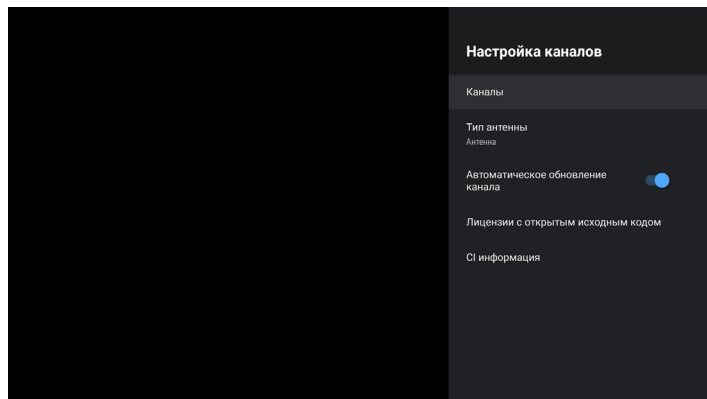 Настройка каналов
Каналы
Тип антенны
Антенна
Автоматическое обновление
канала
Лицензии с открытым исходным кодом
CI информация